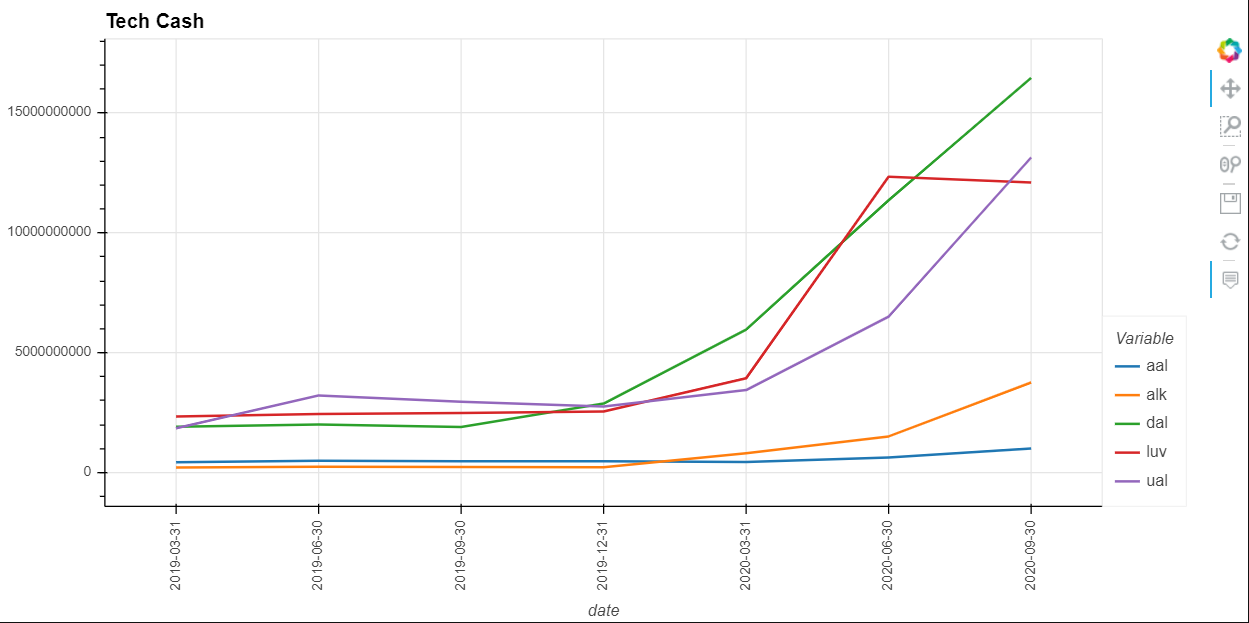 Tech Cash
15000000000
10000000000
5000000000
0
2019-03-31
2019-06-30
2019-09-30
2019-12-31
2020-03-31
2020-06-30
2020-09-30
date
Variable
aal
alk
dal
luv
ual